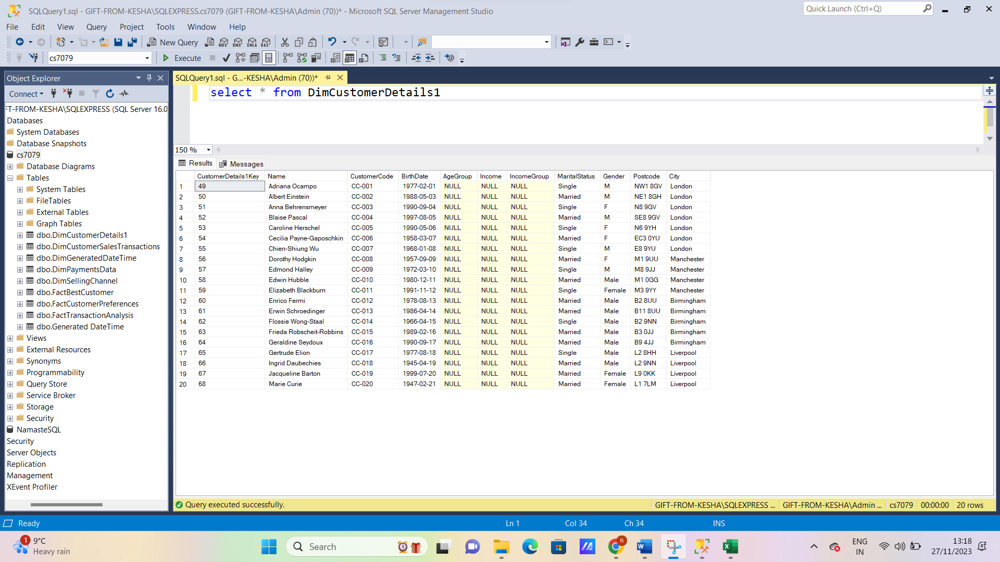 SQLQuery1.sql - GIFT-FROM-KESHA\SQLEXPRESS.cs7079 (GIFT-FROM-KESHA\Admin (70))* - Microsoft SQL Server Management Studio
Quick Launch (Ctrl+Q)
File Edit View Query Project Tools Window Help
New Query MDX DMX XMLA DAX
cs7079 Execute
Object Explorer
Connect
FT-FROM-KESHA\SQLEXPRESS (SQL Server 16.0
Databases
System Databases
Database Snapshots
cs7079
Database Diagrams
Tables
System Tables
FileTables
External Tables
Graph Tables
dbo.DimCustomerDetails1
dbo.DimCustomerSalesTransactions
dbo.DimGeneratedDateTime
dbo.DimPaymentsData
dbo.DimSellingChannel
dbo.FactBestCustomer
dbo.FactCustomerPreferences
dbo.FactTransactionAnalysis
dbo.Generated DateTime
Views
External Resources
Synonyms
Programmability
Query Store
Service Broker
Storage
Security
NamasteSQL
Security
Server Objects
Replication
Management
XEvent Profiler
SQLQuery1.sql - G...-KESHA\Admin (70))*
select * from DimCustomerDetails1
150 %
Results Messages
CustomerDetails1Key Name CustomerCode BirthDate AgeGroup Income IncomeGroup MaritalStatus Gender Postcode City
1 49 Adriana Ocampo CC-001 1977-02-01 NULL NULL NULL Single M NW1 8GV London
2 50 Albert Einstein CC-002 1988-05-03 NULL NULL NULL Married M NE1 8GH London
3 51 Anna Behrensmeyer CC-003 1990-09-04 NULL NULL NULL Single F N8 9GV London
4 52 Blaise Pascal CC-004 1997-08-05 NULL NULL NULL Married M SE8 9GV London
5 53 Caroline Herschel CC-005 1990-05-06 NULL NULL NULL Single F N6 9YH London
6 54 Cecilia Payne-Gaposchkin CC-006 1958-03-07 NULL NULL NULL Married F EC3 0YU London
7 55 Chien-Shiung Wu CC-007 1968-01-08 NULL NULL NULL Single M E8 9YU London
8 56 Dorothy Hodgkin CC-008 1957-09-09 NULL NULL NULL Married F M1 9UU Manchester
9 57 Edmond Halley CC-009 1972-03-10 NULL NULL NULL Single M M8 9JJ Manchester
10 58 Edwin Hubble CC-010 1980-12-11 NULL NULL NULL Married Male M1 0GG Manchester
11 59 Elizabeth Blackburn CC-011 1991-11-12 NULL NULL NULL Single Female M3 9YY Manchester
12 60 Enrico Fermi CC-012 1978-08-13 NULL NULL NULL Married Male B2 8UU Birmingham
13 61 Erwin Schroedinger CC-013 1986-04-14 NULL NULL NULL Married Male B11 8UU Birmingham
14 62 Flossie Wong-Staal CC-014 1966-04-15 NULL NULL NULL Single Male B2 9NN Birmingham
15 63 Frieda Robscheit-Robbins CC-015 1989-02-16 NULL NULL NULL Married Male B3 0JJ Birmingham
16 64 Geraldine Seydoux CC-016 1990-09-17 NULL NULL NULL Married Male B9 4JJ Birmingham
17 65 Gertrude Elion CC-017 1977-08-18 NULL NULL NULL Single Male L2 8HH Liverpool
18 66 Ingrid Daubechies CC-018 1945-04-19 NULL NULL NULL Married Male L2 9NN Liverpool
19 67 Jacqueline Barton CC-019 1999-07-20 NULL NULL NULL Married Female L9 0KK Liverpool
20 68 Marie Curie CC-020 1947-02-21 NULL NULL NULL Married Female L1 7LM Liverpool
Query executed successfully. GIFT-FROM-KESHA\SQLEXPRESS ... GIFT-FROM-KESHA\Admin ... cs7079 00:00:00 20 rows
Ready Ln 1 Col 34 Ch 34 INS
1 9°C
Heavy rain
Search
R
ENG
IN
13:18
27/11/2023